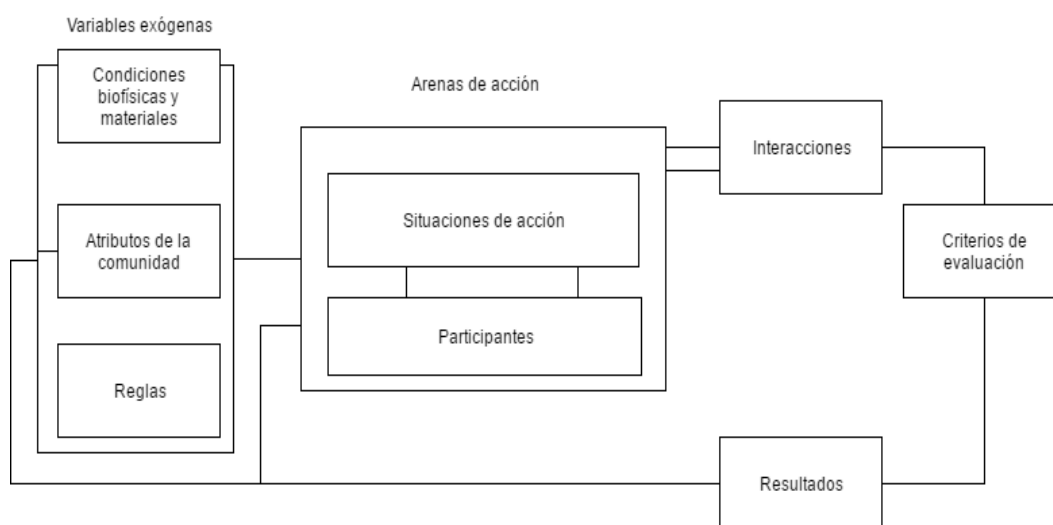 Variables exógenas
Condiciones
biofísicas y
materiales
Atributos de la
comunidad
Reglas
Arenas de acción
Situaciones de acción
Participantes
Interacciones
Criterios de
evaluación
Resultados